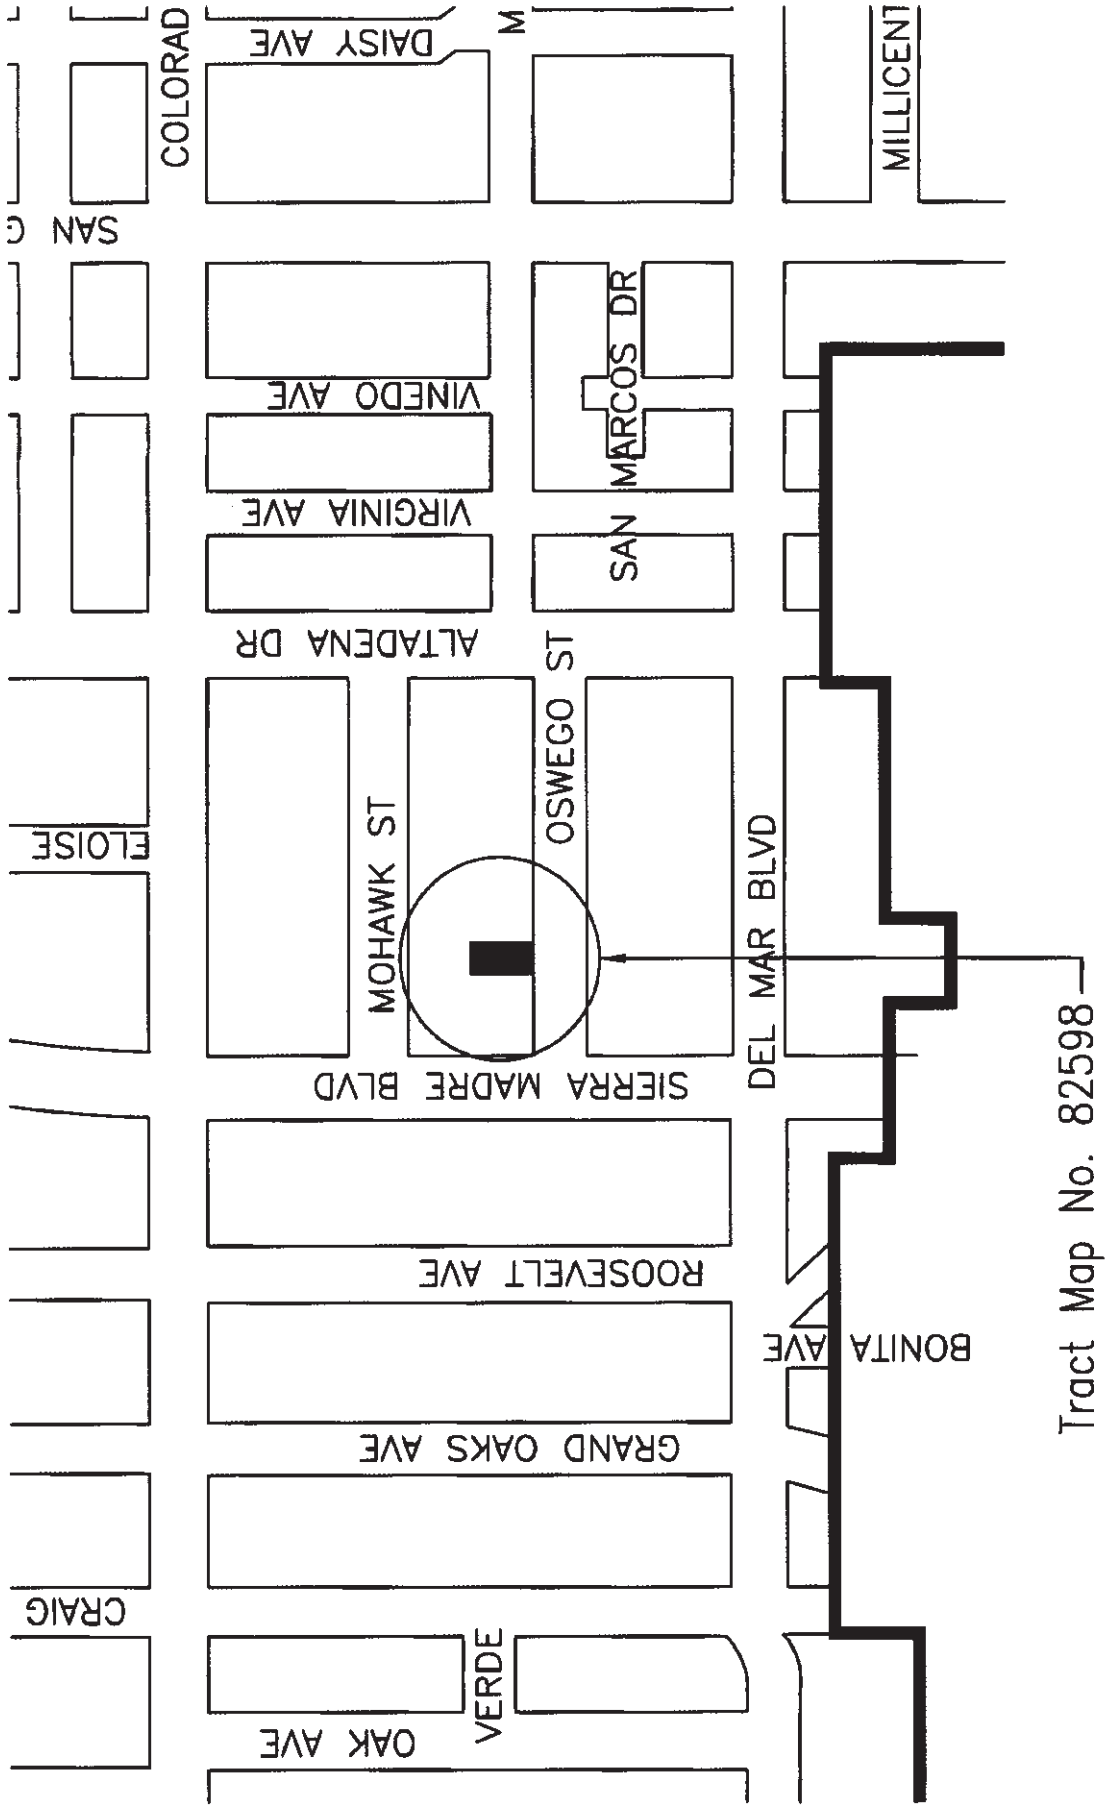 DAISY AVE
COLORAD
M
MILLICENT
SAN G
VINEDO AVE
SAN MARCOS DR
VIRGINIA AVE
ALTADENA DR
OSWEGO ST
ELOISE
MOHAWK ST
DEL MAR BLVD
SIERRA MADRE BLVD
ROOSEVELT AVE
BONITA AVE
GRAND OAKS AVE
CRAIG
VERDE
OAK AVE
Tract Map No. 82598